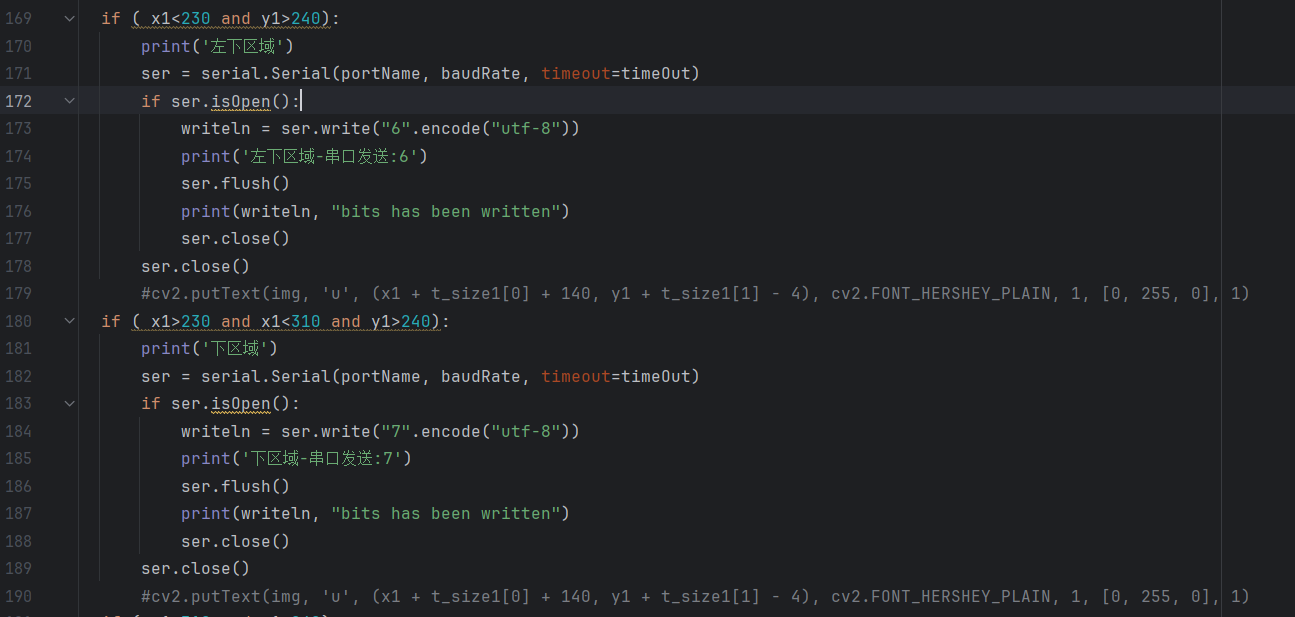 169 if ( x1<230 and y1>240):
170 print('左下区域')
171 ser = serial.Serial(portName, baudRate, timeout=timeOut)
172 if ser.isOpen():
173 writeln = ser.write("6".encode("utf-8"))
174 print('左下区域-串口发送:6')
175 ser.flush()
176 print(writeln, "bits has been written")
177 ser.close()
178 ser.close()
179 #cv2.putText(img, 'u', (x1 + t_size1[0] + 140, y1 + t_size1[1] - 4), cv2.FONT_HERSHEY_PLAIN, 1, [0, 255, 0], 1)
180 if ( x1>230 and x1<310 and y1>240):
181 print('下区域')
182 ser = serial.Serial(portName, baudRate, timeout=timeOut)
183 if ser.isOpen():
184 writeln = ser.write("7".encode("utf-8"))
185 print('下区域-串口发送:7')
186 ser.flush()
187 print(writeln, "bits has been written")
188 ser.close()
189 ser.close()
190 #cv2.putText(img, 'u', (x1 + t_size1[0] + 140, y1 + t_size1[1] - 4), cv2.FONT_HERSHEY_PLAIN, 1, [0, 255, 0], 1)